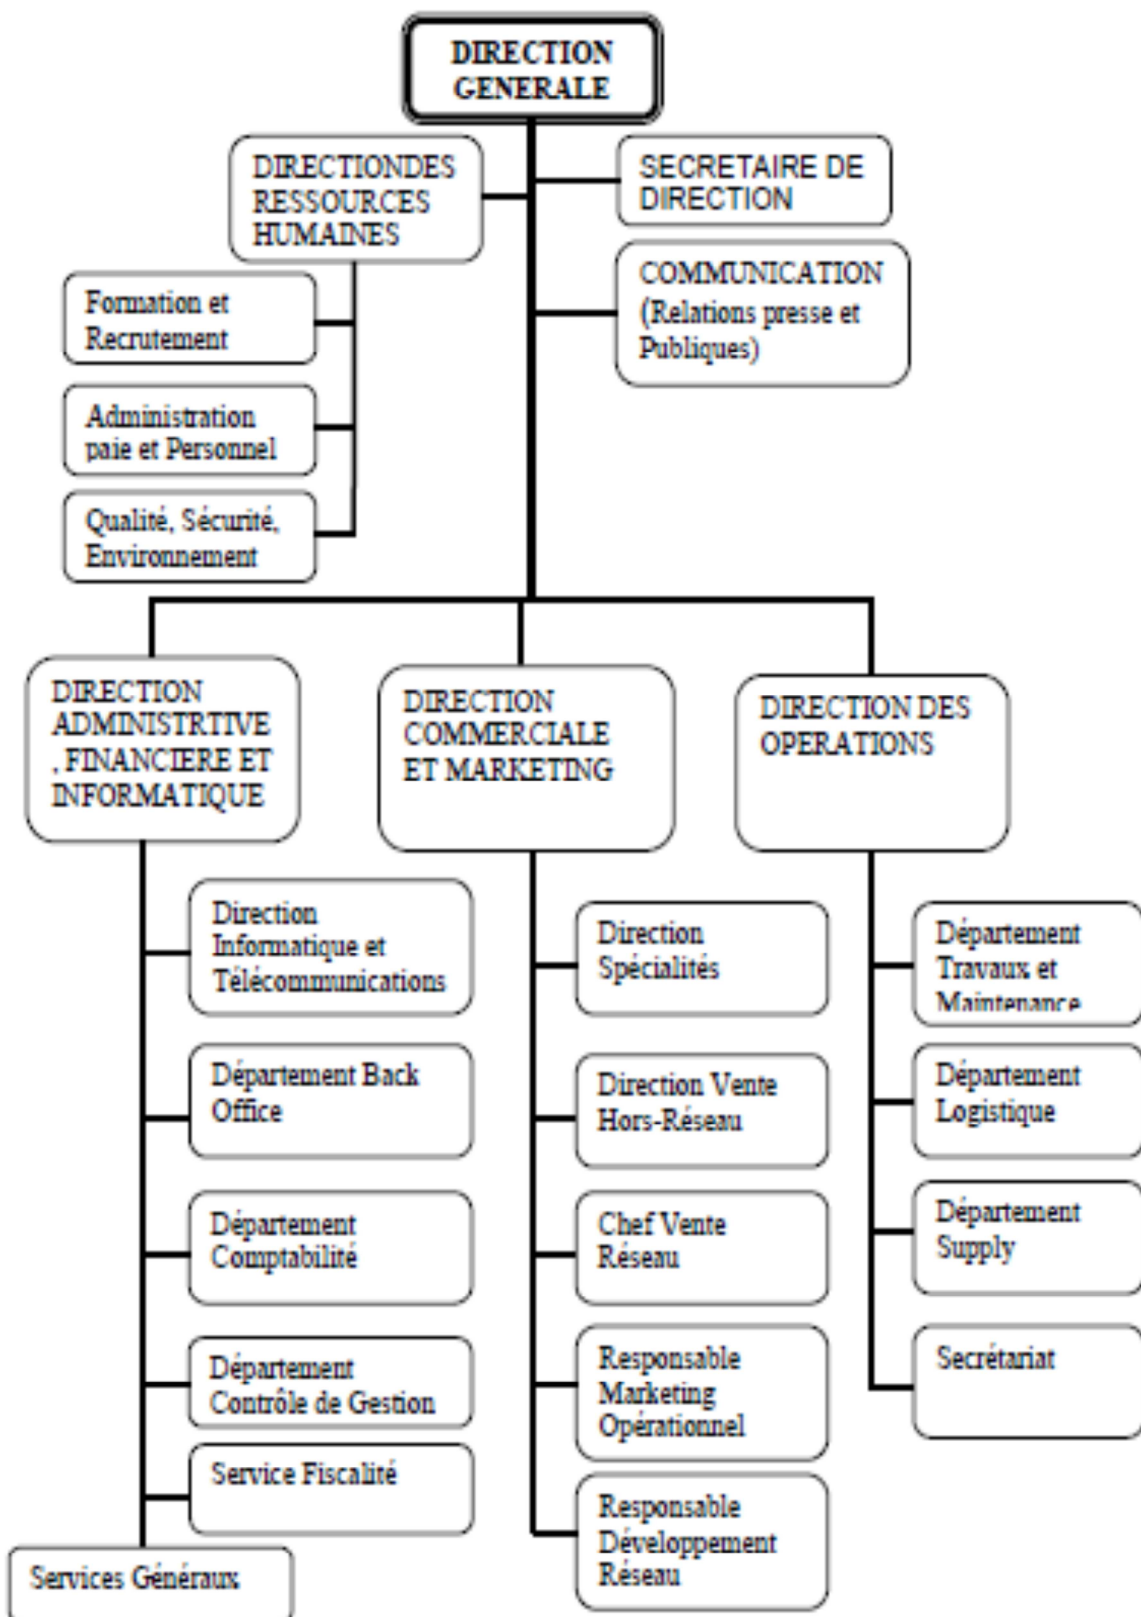 DIRECTION
GENERALE
DIRECTIONDES
RESSOURCES
HUMAINES
SECRETAIRE DE
DIRECTION
COMMUNICATION
(Relations presse et
Publiques)
Formation et
Recrutement
Administration
paie et Personnel
Qualité, Sécurité,
Environnement
DIRECTION
ADMINISTRTIVE
, FINANCIERE ET
INFORMATIQUE
DIRECTION
COMMERCIALE
ET MARKETING
DIRECTION DES
OPERATIONS
Direction
Informatique et
Télécommunications
Département Back
Office
Département
Comptabilité
Département
Contrôle de Gestion
Service Fiscalité
Services Généraux
Direction
Spécialités
Direction Vente
Hors-Réseau
Chef Vente
Réseau
Responsable
Marketing
Opérationnel
Responsable
Développement
Réseau
Département
Travaux et
Maintenance
Département
Logistique
Département
Supply
Secrétariat